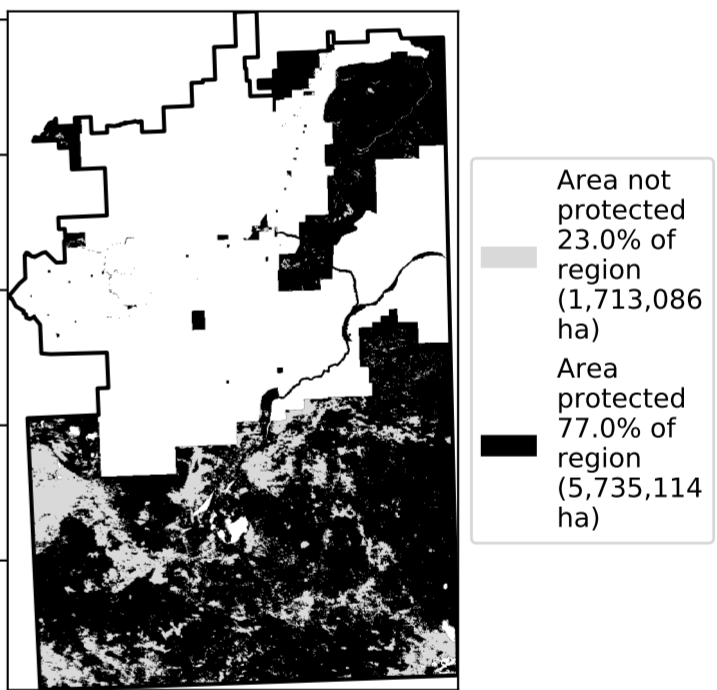 Area not
protected
23.0% of
region
(1,713,086
ha)
Area
protected
77.0% of
region
(5,735,114
ha)